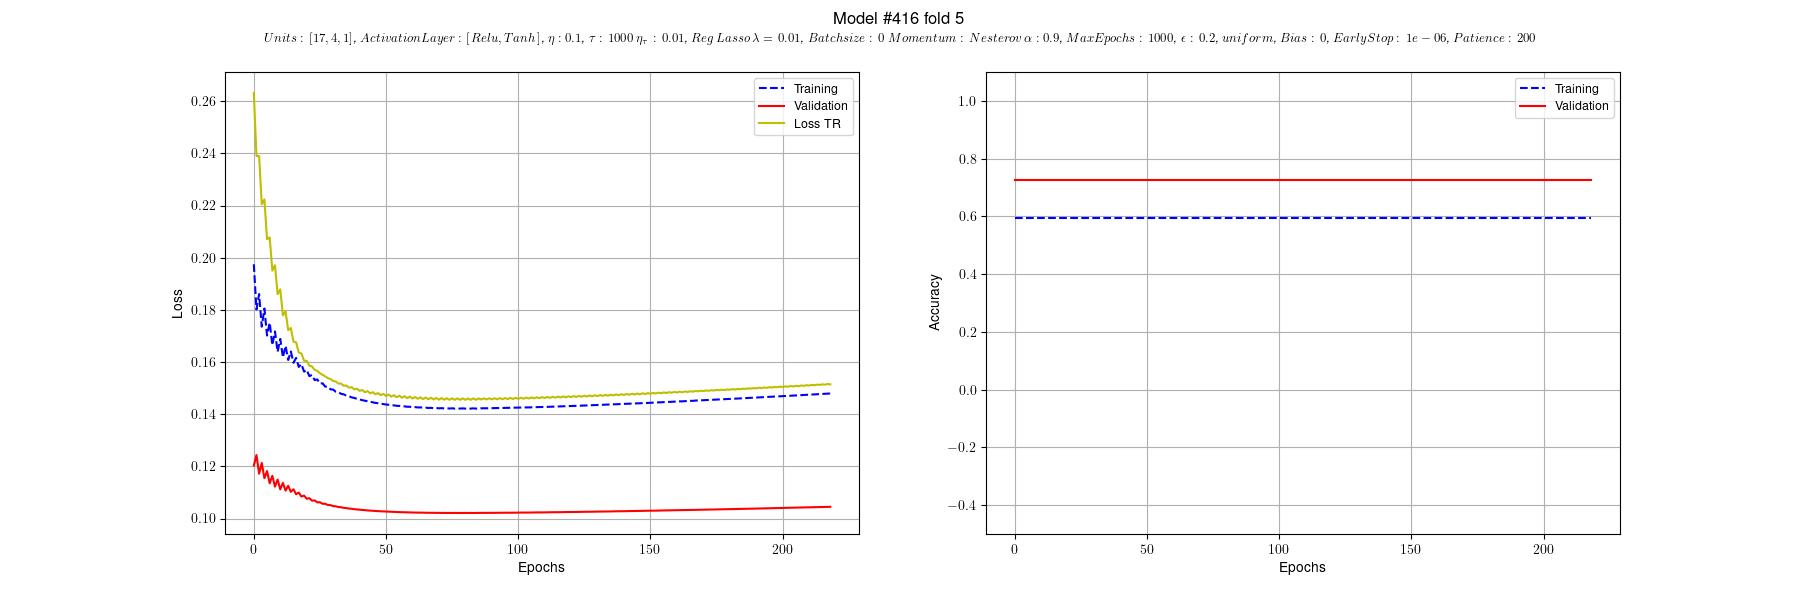 Model #416 fold 5
Units : [17, 4, 1], ActivationLayer : [Relu, Tanh], η : 0.1, τ : 1000 ητ : 0.01, Reg Lasso λ = 0.01, Batchsize : 0 Momentum : Nesterov α : 0.9, MaxEpochs : 1000, ϵ : 0.2, uniform, Bias : 0, EarlyStop : 1e − 06, Patience : 200
Training
Validation
Loss TR
0.26
0.24
0.22
0.20
0.18
0.16
0.14
0.12
0.10
Loss
0 50 100 150 200
Epochs
Training
Validation
1.0
0.8
0.6
0.4
0.2
0.0
−0.2
−0.4
Accuracy
0 50 100 150 200
Epochs